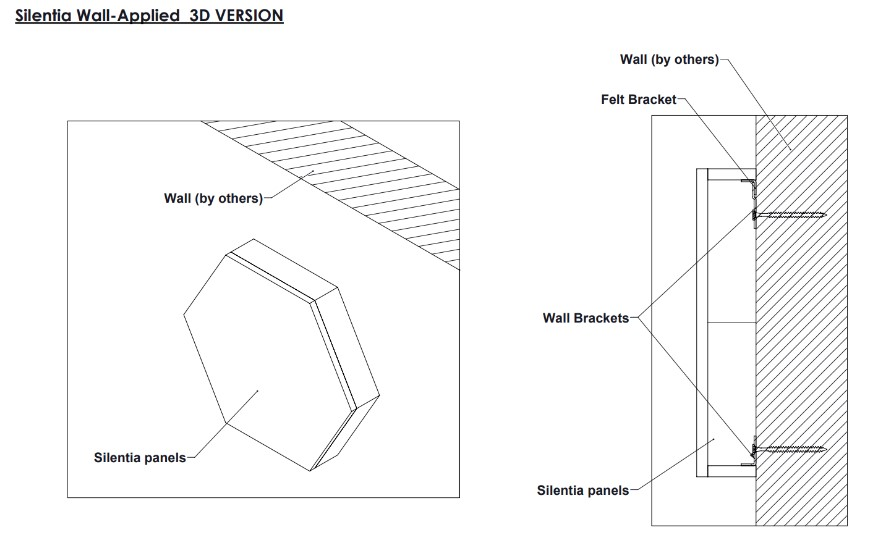 Silentia Wall-Applied 3D VERSION
Wall (by others)
Felt Bracket
Wall (by others)
Wall Brackets
Silentia panels
Silentia panels